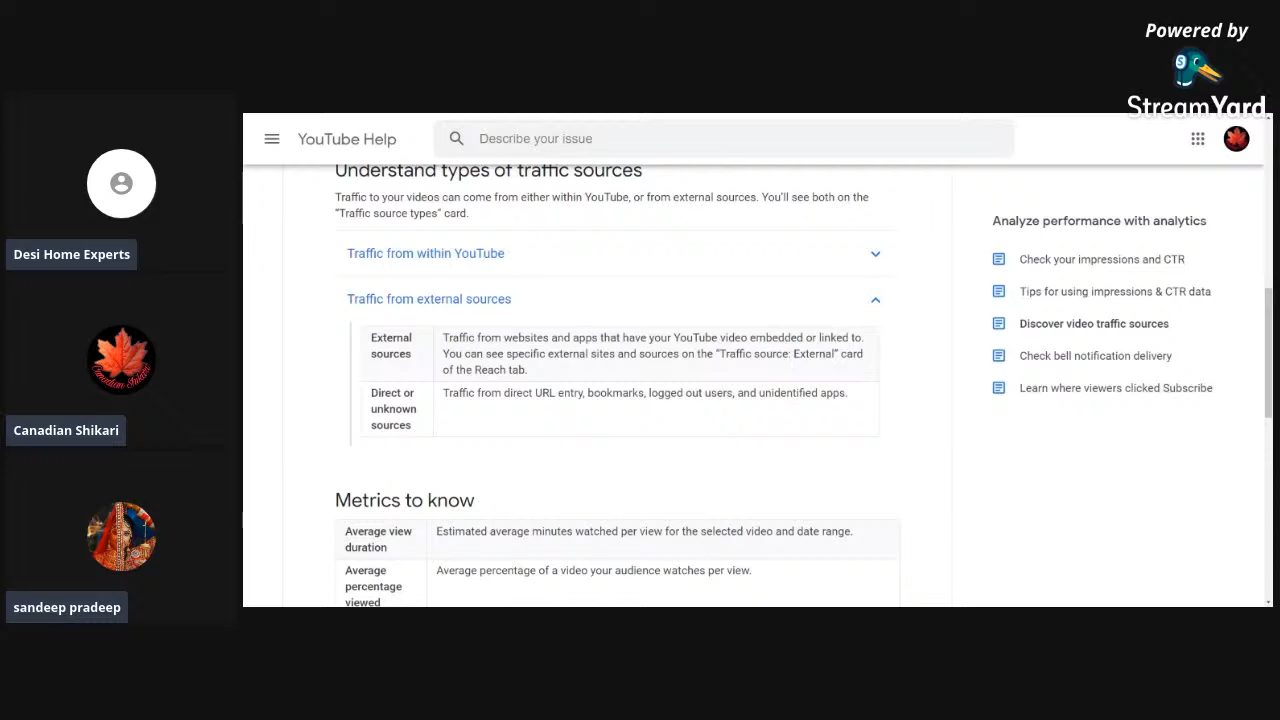 Powered by
StreamYard
YouTube Help
Describe your issue
Understand types of traffic sources
Traffic to your videos can come from either within YouTube, or from external sources. You'll see both on the
"Traffic source types" card.
Traffic from within YouTube
Traffic from external sources
External
sources
Traffic from websites and apps that have your YouTube video embedded or linked to.
You can see specific external sites and sources on the "Traffic source: External" card
of the Reach tab.
Direct or
unknown
sources
Traffic from direct URL entry, bookmarks, logged out users, and unidentified apps.
Metrics to know
Average view
duration
Estimated average minutes watched per view for the selected video and date range.
Average
percentage
viewed
Average percentage of a video your audience watches per view.
Analyze performance with analytics
Check your impressions and CTR
Tips for using impressions & CTR data
Discover video traffic sources
Check bell notification delivery
Learn where viewers clicked Subscribe
Desi Home Experts
Canadian Shikari
Canadian Shikari
sandeep pradeep